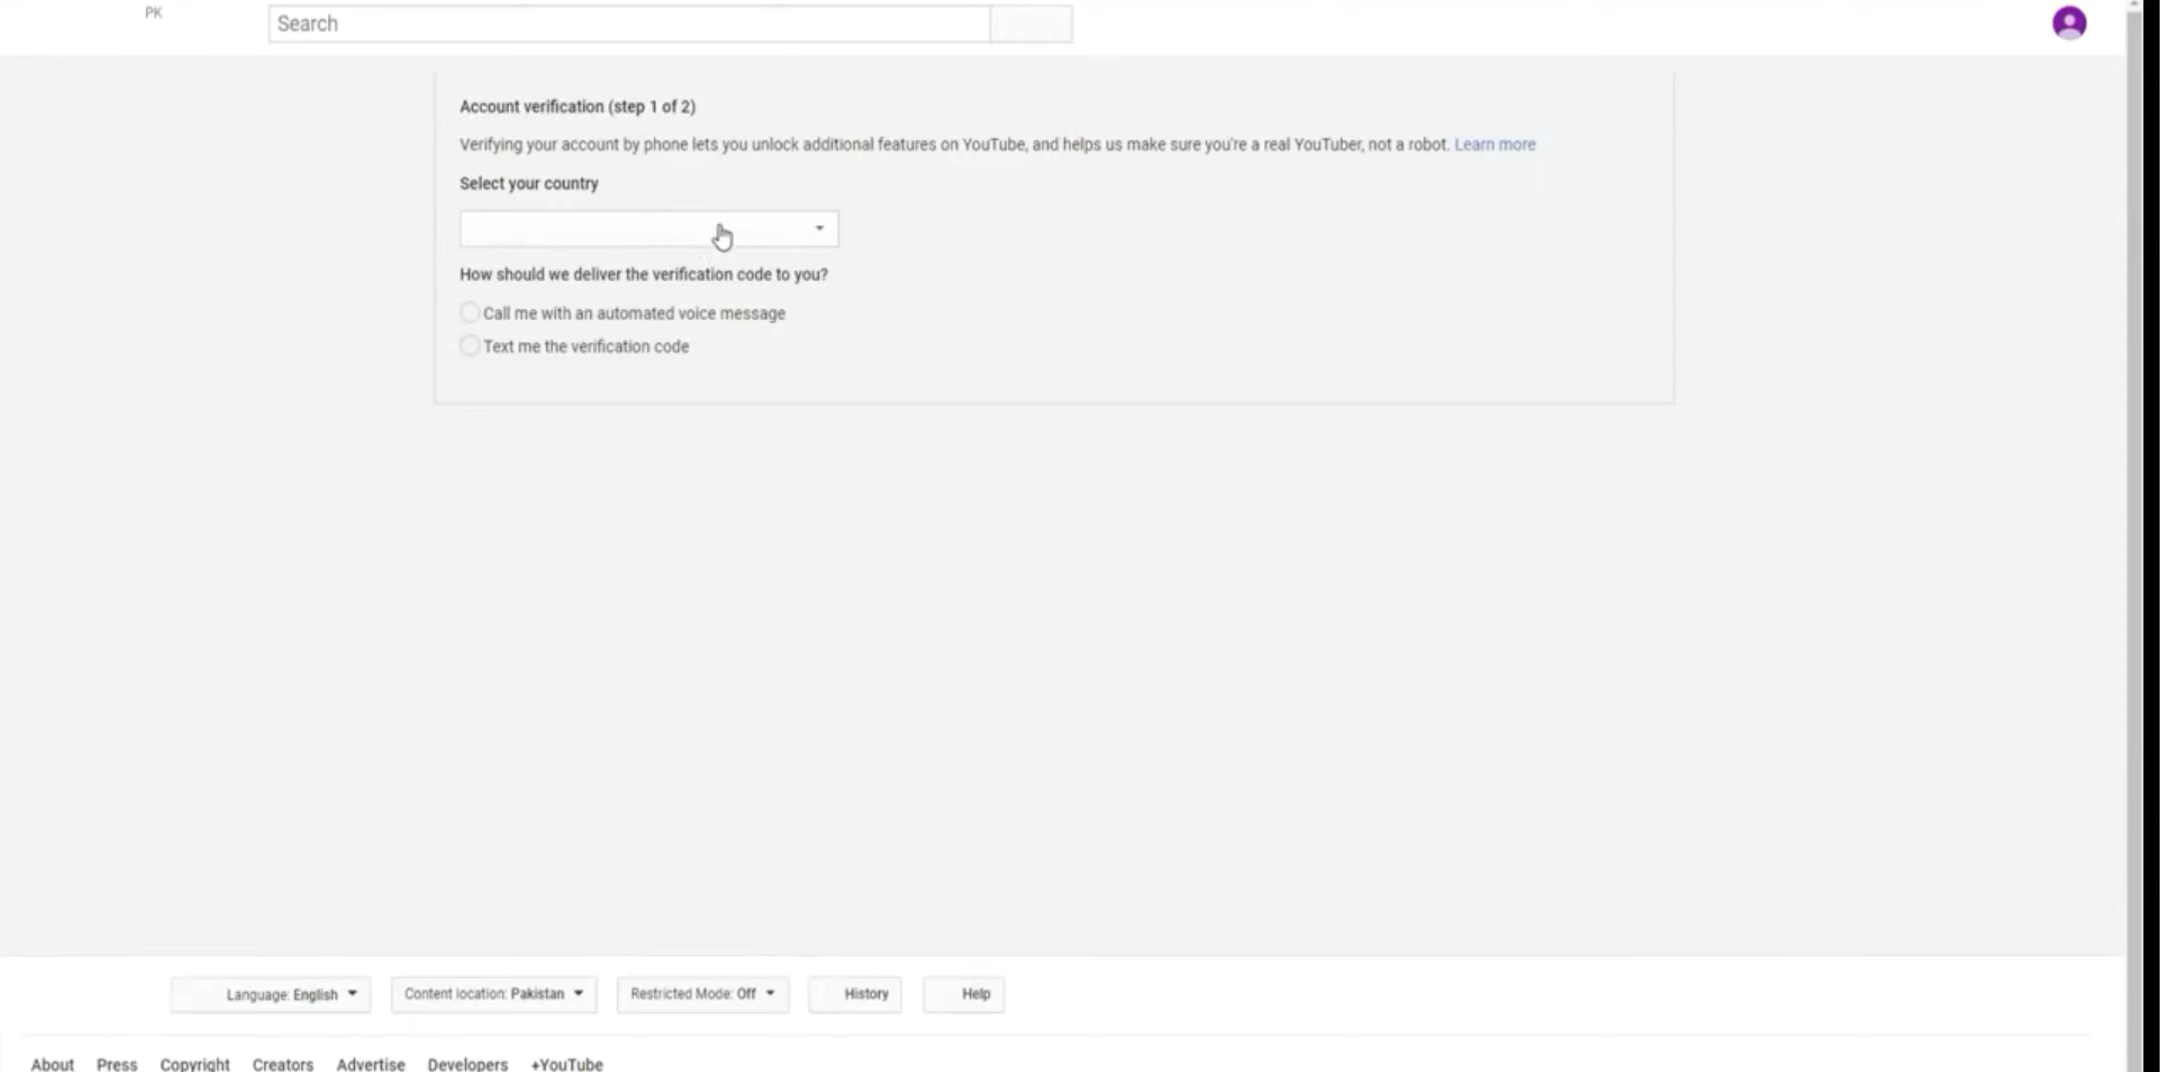 PK
Search
Account verification (step 1 of 2)
Verifying your account by phone lets you unlock additional features on YouTube, and helps us make sure you're a real YouTuber, not a robot. Learn more
Select your country
How should we deliver the verification code to you?
Call me with an automated voice message
Text me the verification code
Language: English Content location: Pakistan Restricted Mode: Off History Help
About Press Copyright Creators Advertise Developers +YouTube